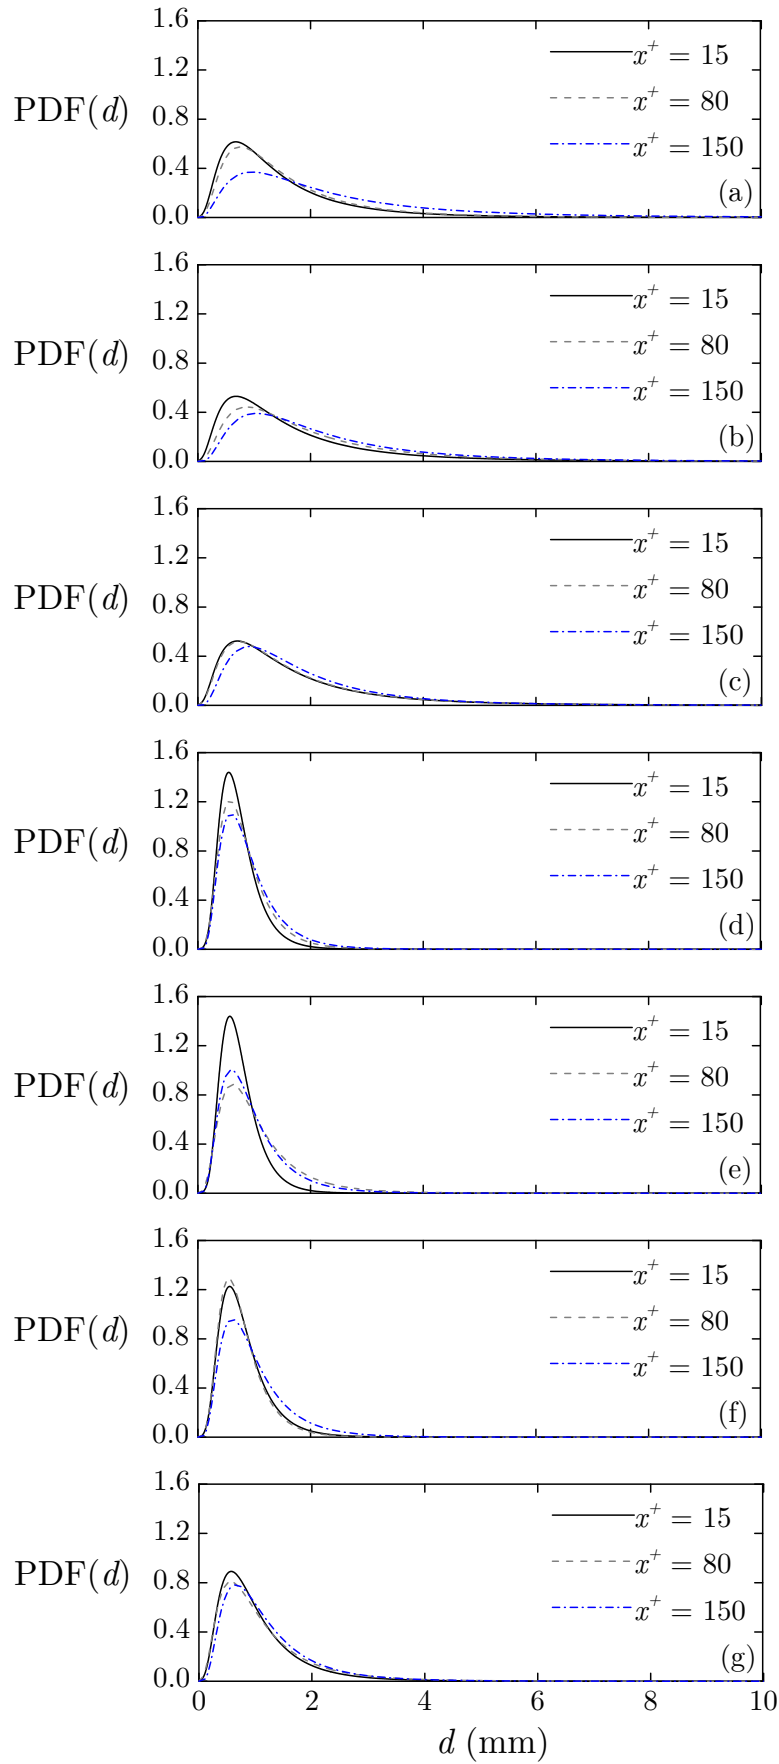 1.6
1.2
PDF(d) 0.8
0.4
0.0
x⁺ = 15
x⁺ = 80
x⁺ = 150
(a)
1.6
1.2
PDF(d) 0.8
0.4
0.0
x⁺ = 15
x⁺ = 80
x⁺ = 150
(b)
1.6
1.2
PDF(d) 0.8
0.4
0.0
x⁺ = 15
x⁺ = 80
x⁺ = 150
(c)
1.6
1.2
PDF(d) 0.8
0.4
0.0
x⁺ = 15
x⁺ = 80
x⁺ = 150
(d)
1.6
1.2
PDF(d) 0.8
0.4
0.0
x⁺ = 15
x⁺ = 80
x⁺ = 150
(e)
1.6
1.2
PDF(d) 0.8
0.4
0.0
x⁺ = 15
x⁺ = 80
x⁺ = 150
(f)
1.6
1.2
PDF(d) 0.8
0.4
0.0
x⁺ = 15
x⁺ = 80
x⁺ = 150
(g)
0 2 4 6 8 10
d (mm)